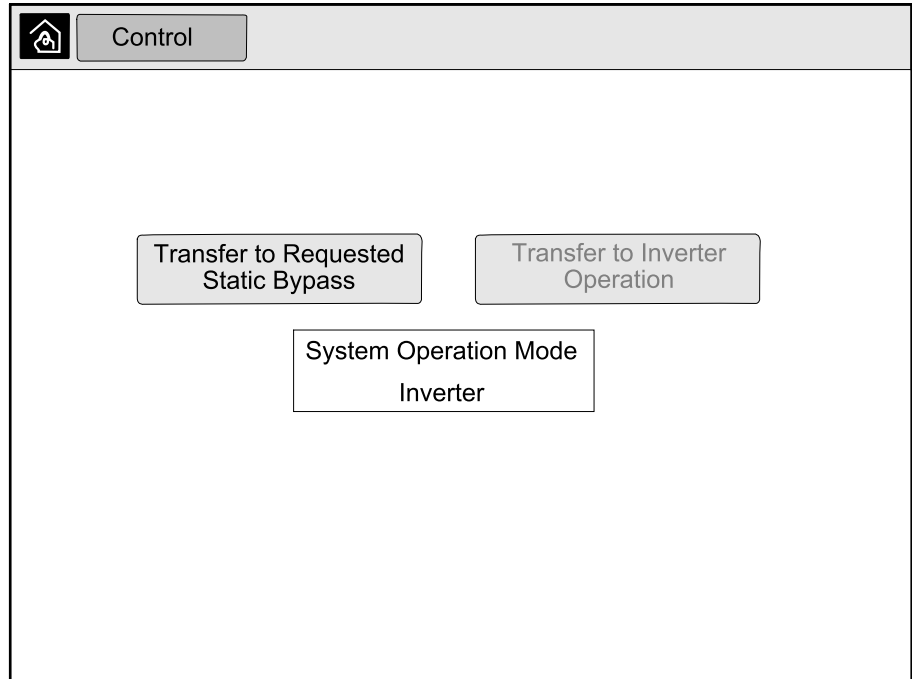 Control
Transfer to Requested
Static Bypass
Transfer to Inverter
Operation
System Operation Mode
Inverter